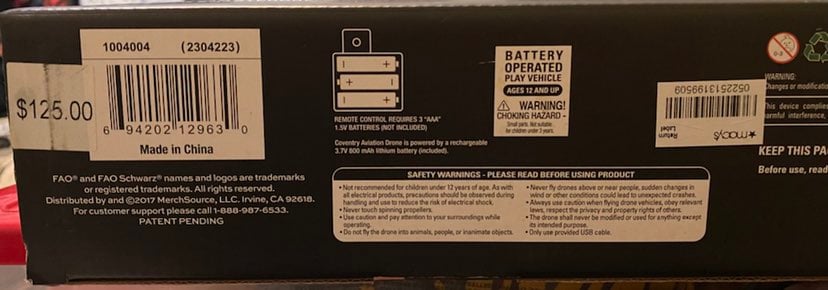 1004004 (2304223)
$125.00
6 94202 12963 0
Made in China
FAO® and FAO Schwarz® names and logos are trademarks
or registered trademarks. All rights reserved.
Distributed by and ©2017 MerchSource, LLC. Irvine, CA 92618.
For customer support please call 1-888-987-6533.
PATENT PENDING
REMOTE CONTROL REQUIRES 3 "AAA"
1.5V BATTERIES (NOT INCLUDED)
Coventry Aviation Drone is powered by a rechargeable
3.7V 800 mAh lithium battery (included).
BATTERY
OPERATED
PLAY VEHICLE
AGES 12 AND UP
WARNING!
CHOKING HAZARD -
Small parts. Not suitable
for children under 3 years.
SAFETY WARNINGS - PLEASE READ BEFORE USING PRODUCT
• Not recommended for children under 12 years of age. As with
all electrical products, precautions should be observed during
handling and use to reduce the risk of electrical shock.
• Never touch spinning propellers.
• Use caution and pay attention to your surroundings while
operating.
• Do not fly the drone into animals, people, or inanimate objects.
• Never fly drones above or near people, sudden changes in
wind or other conditions could lead to unexpected crashes.
• Always use caution when flying drone vehicles, obey relevant
laws, respect the privacy and property rights of others.
• The drone shall never be modified or used for anything except
its intended purpose.
• Only use provided USB cable.
★macy's
Return
Label
0522513199509
0-3
WARNING:
Changes or modificatio
This device complies
harmful interference,
KEEP THIS PA
Before use, read